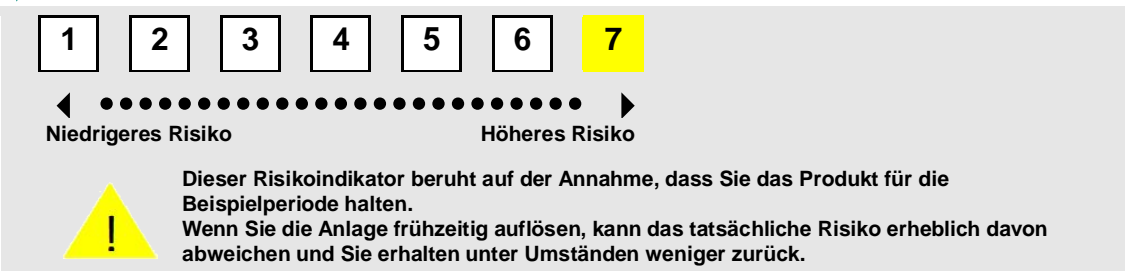 1 2 3 4 5 6 7
Niedrigeres Risiko Höheres Risiko
Dieser Risikoindikator beruht auf der Annahme, dass Sie das Produkt für die
Beispielperiode halten.
Wenn Sie die Anlage frühzeitig auflösen, kann das tatsächliche Risiko erheblich davon
abweichen und Sie erhalten unter Umständen weniger zurück.
!